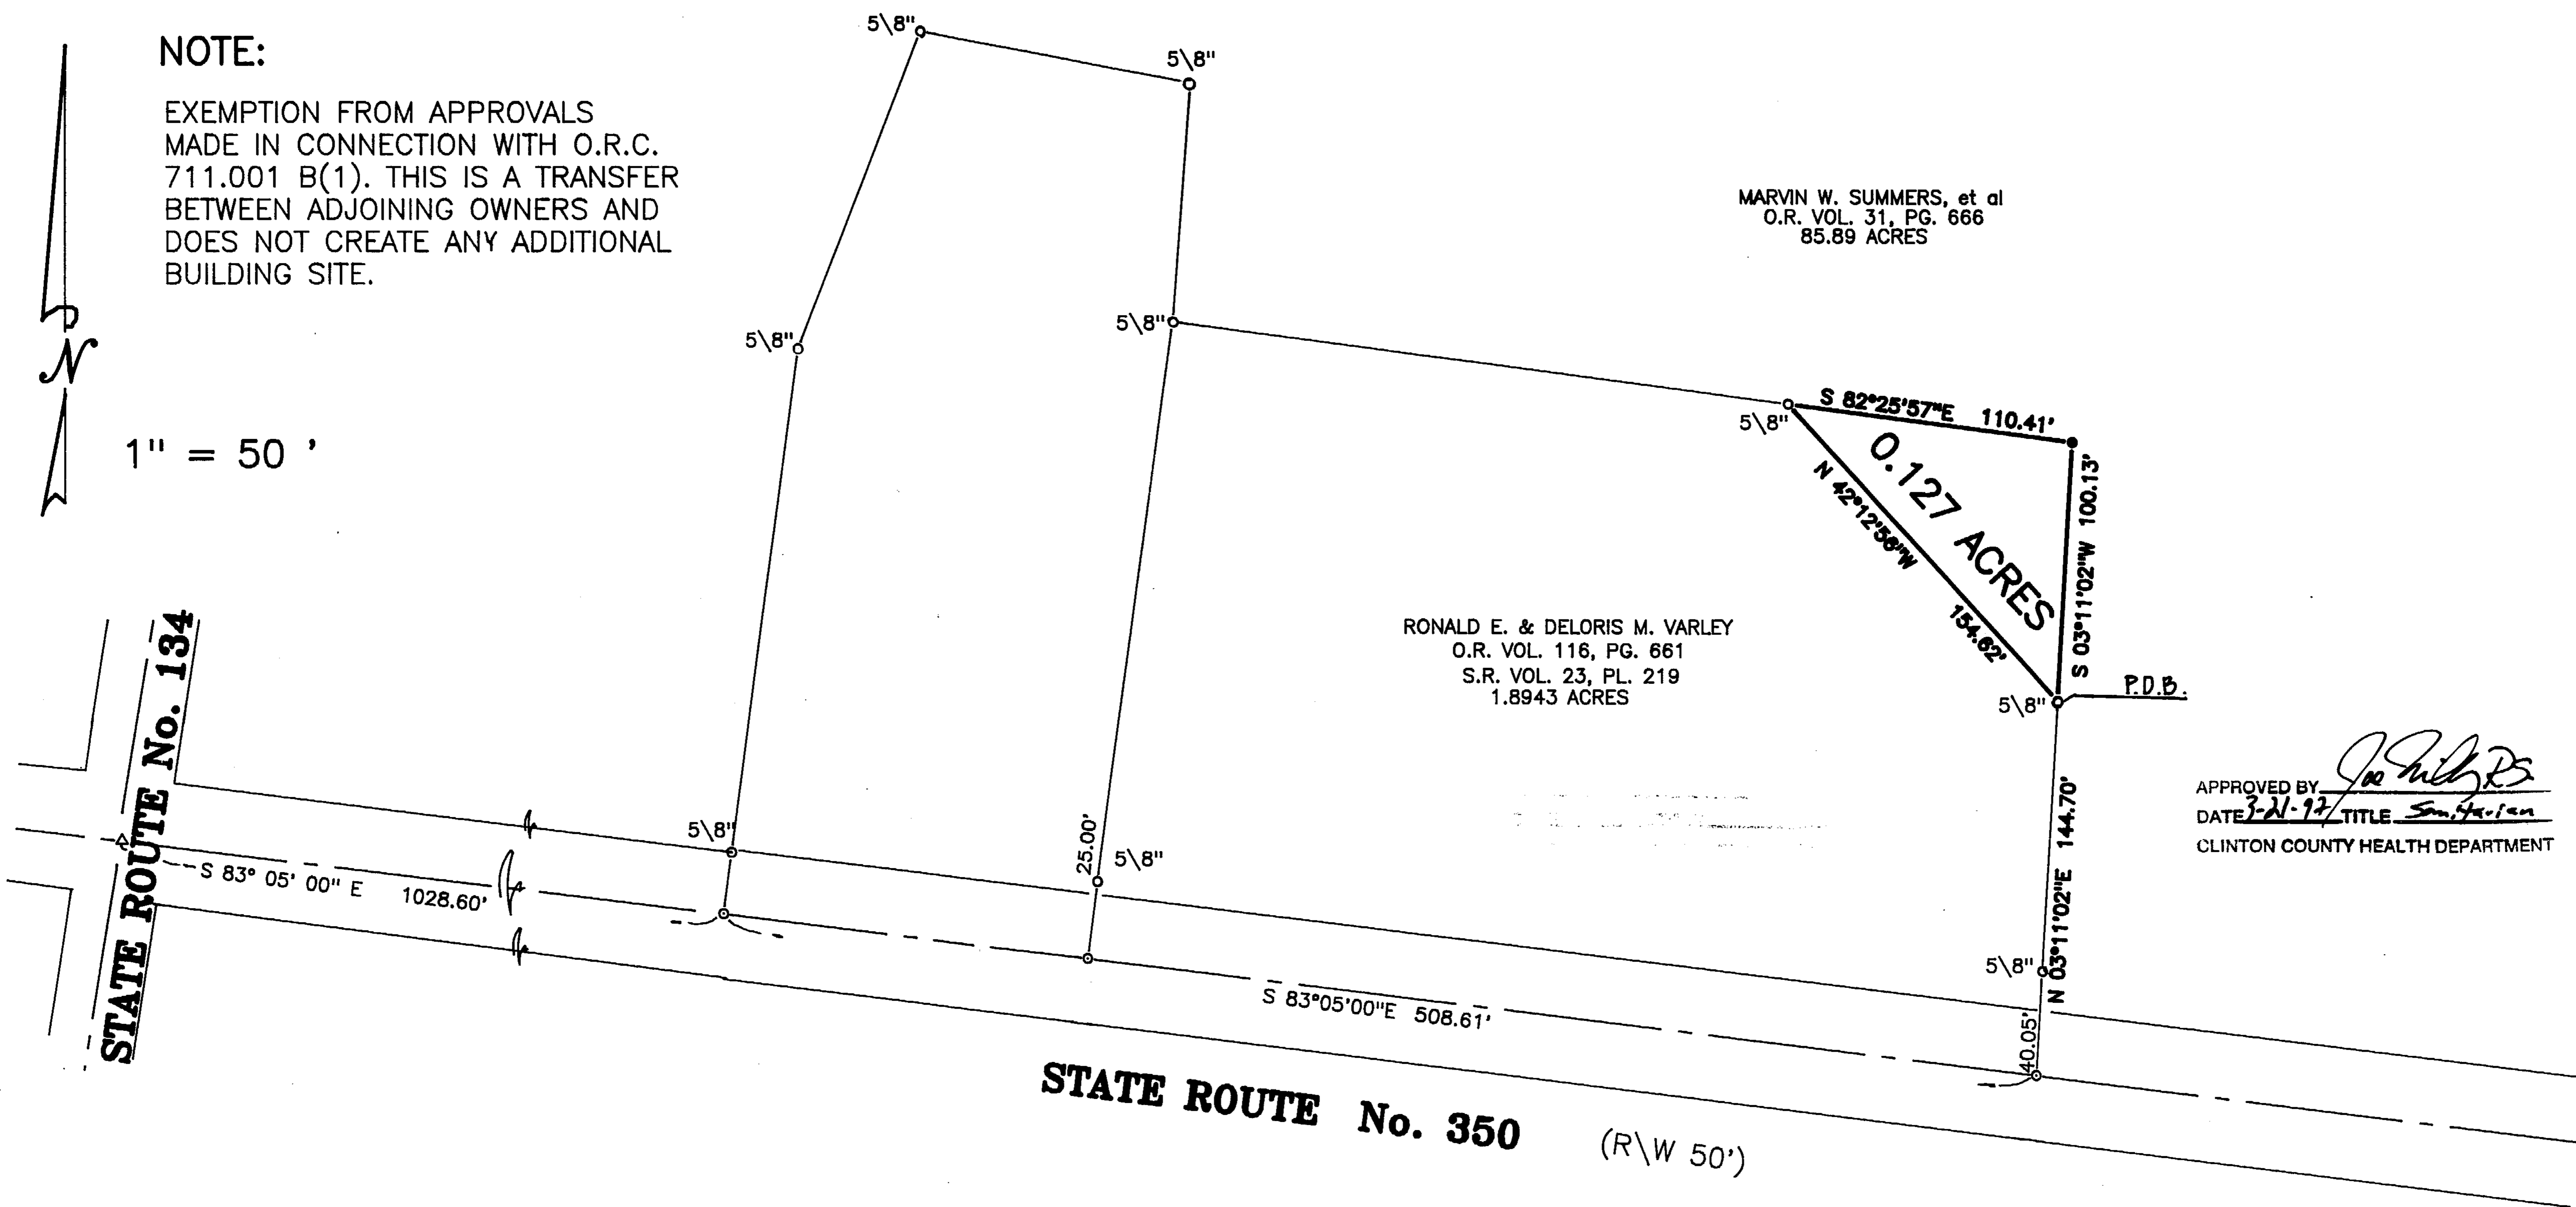 NOTE:
EXEMPTION FROM APPROVALS
MADE IN CONNECTION WITH O.R.C.
711.001 B(1). THIS IS A TRANSFER
BETWEEN ADJOINING OWNERS AND
DOES NOT CREATE ANY ADDITIONAL
BUILDING SITE.
N
1" = 50 '
5\8"
5\8"
5\8"
5\8"
MARVIN W. SUMMERS, et al
O.R. VOL. 31, PG. 666
85.89 ACRES
5\8"
S 82°25'57"E 110.41'
0.127 ACRES
N 42°12'56"W
154.62'
S 03°11'02"W 100.13'
RONALD E. & DELORIS M. VARLEY
O.R. VOL. 116, PG. 661
S.R. VOL. 23, PL. 219
1.8943 ACRES
5\8"
P.O.B.
N 03°11'02"E 144.70'
APPROVED BY
DATE 3-21-97 TITLE Sanitarian
CLINTON COUNTY HEALTH DEPARTMENT
STATE ROUTE No. 134
S 83° 05' 00" E 1028.60'
5\8"
25.00'
5\8"
5\8"
40.05'
S 83°05'00"E 508.61'
STATE ROUTE No. 350 (R\W 50')